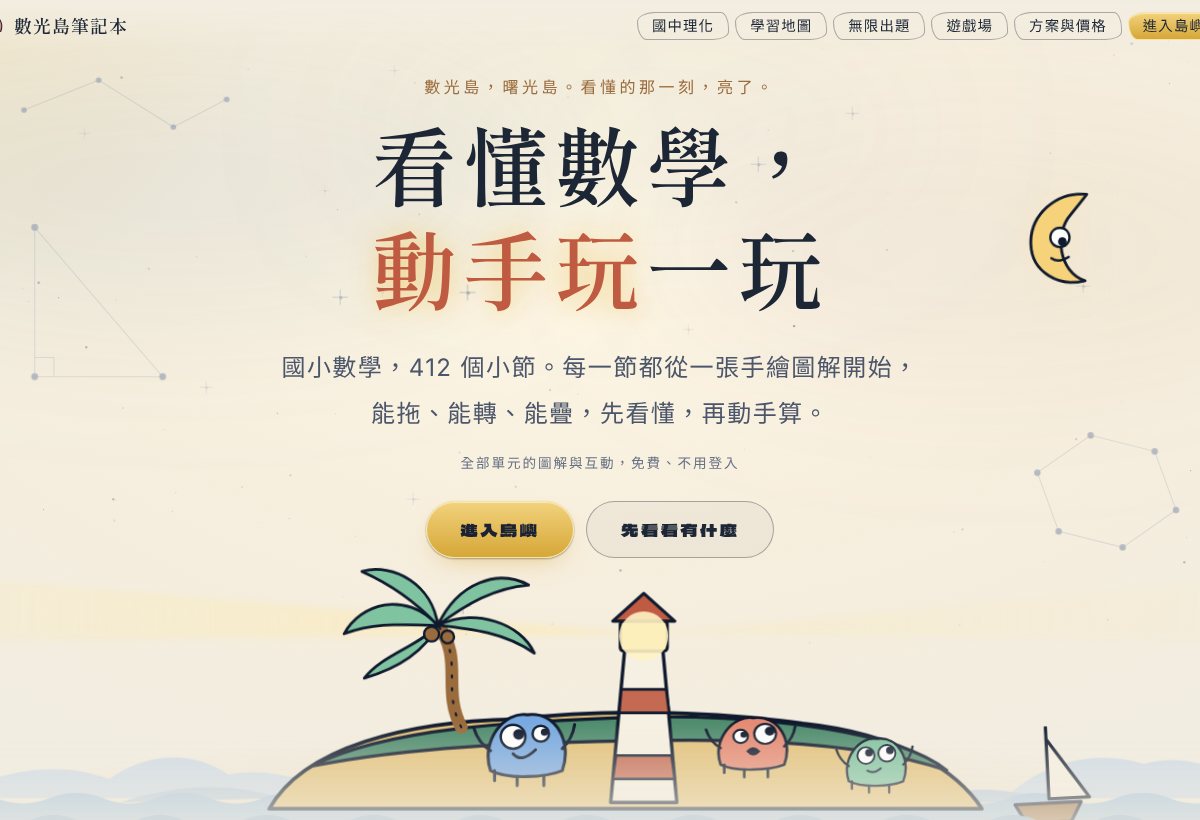 數光島筆記本
國中理化
學習地圖
無限出題
遊戲場
方案與價格
進入島嶼
數光島，曙光島。看懂的那一刻，亮了。
看懂數學，
動手玩一玩
國小數學，412 個小節。每一節都從一張手繪圖解開始，
能拖、能轉、能疊，先看懂，再動手算。
全部單元的圖解與互動，免費、不用登入
進入島嶼
先看看有什麼